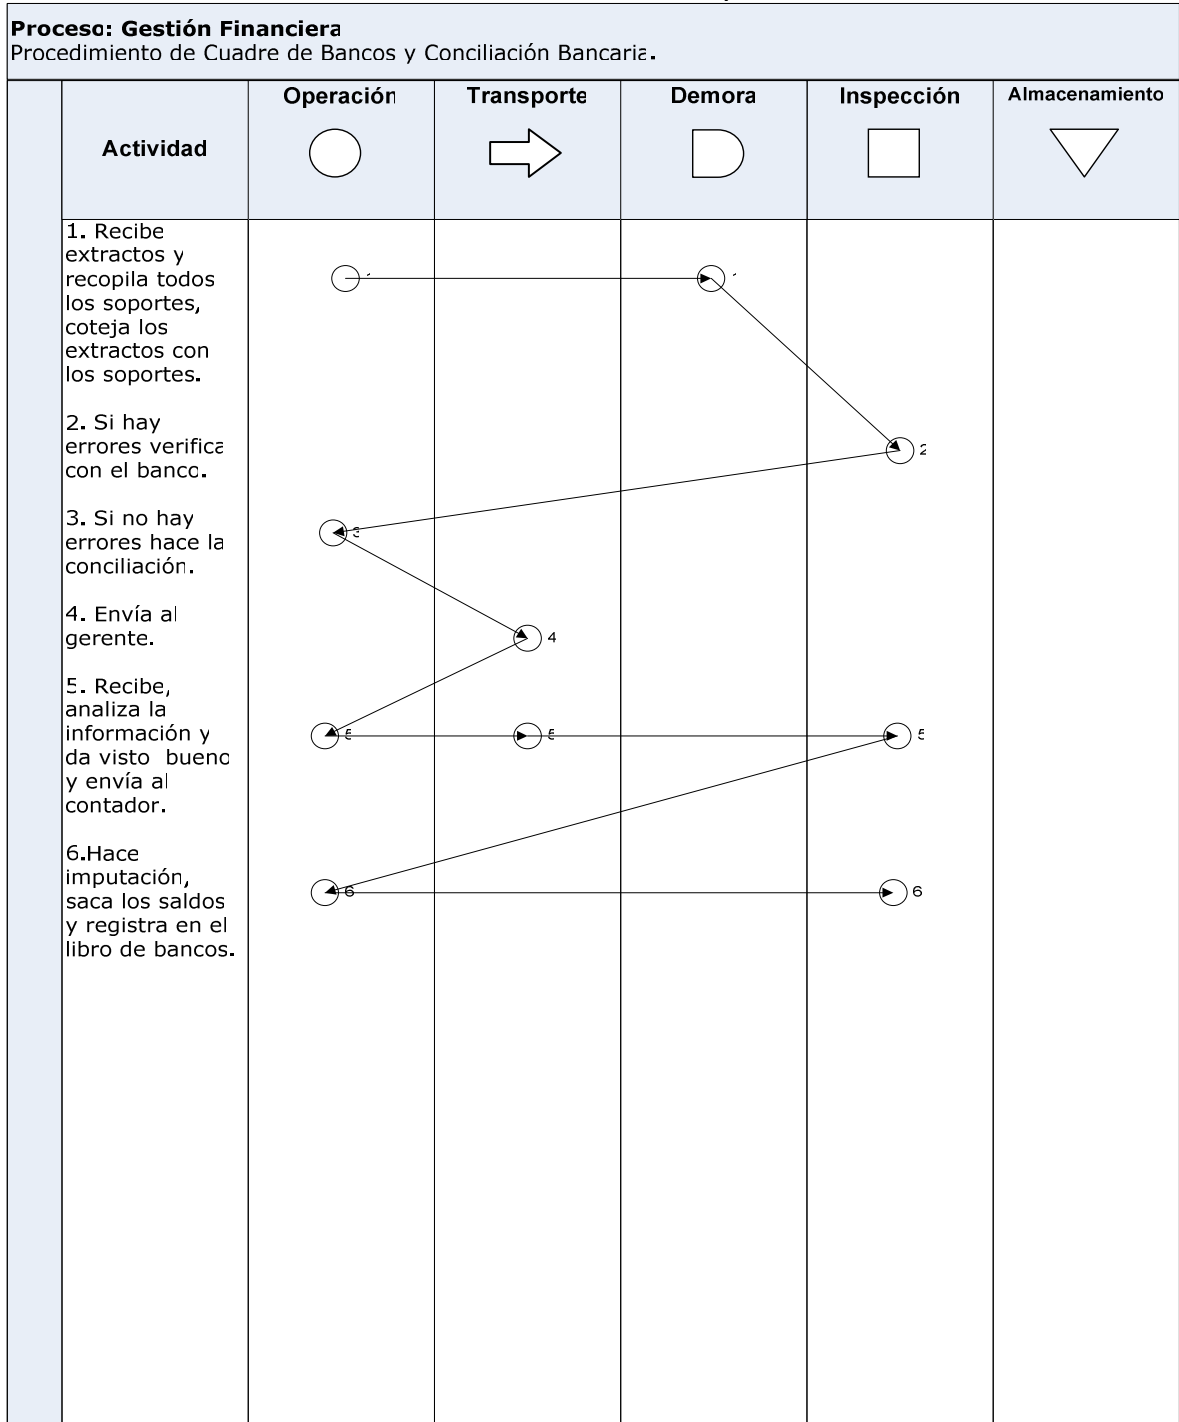 Proceso: Gestión Financiera
Procedimiento de Cuadre de Bancos y Conciliación Bancaria.
Actividad
Operación
Transporte
Demora
Inspección
Almacenamiento
1. Recibe
extractos y
recopila todos
los soportes,
coteja los
extractos con
los soportes.
2. Si hay
errores verifica
con el banco.
2
3. Si no hay
errores hace la
conciliación.
3
4. Envía al
gerente.
4
5. Recibe,
analiza la
información y
da visto bueno
y envía al
contador.
5
5
5
6.Hace
imputación,
saca los saldos
y registra en el
libro de bancos.
6
6